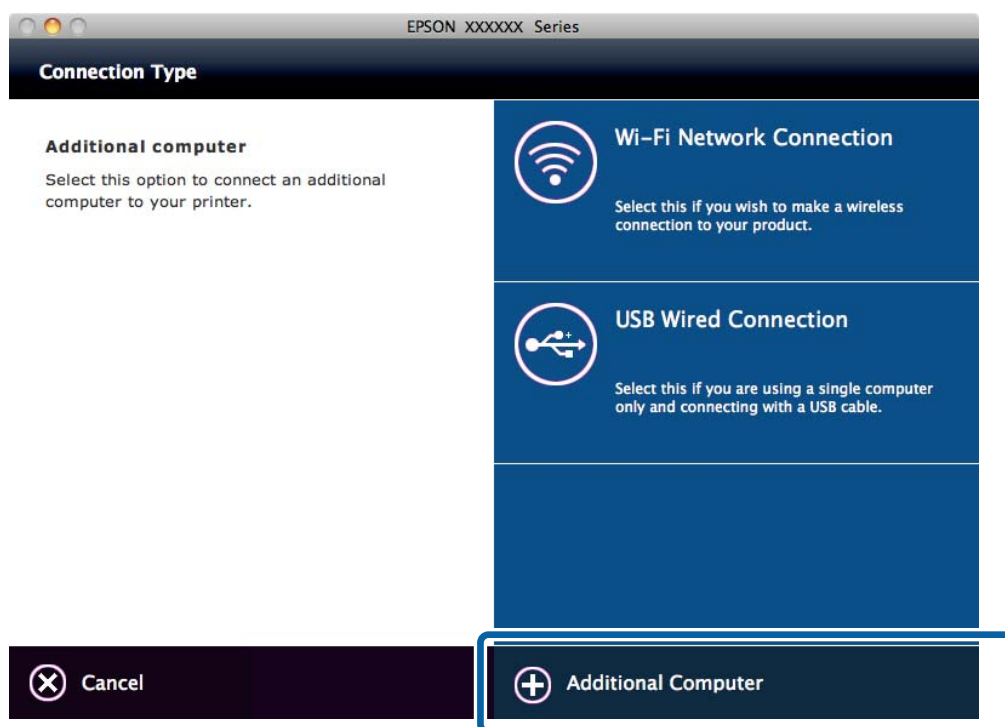 EPSON XXXXXX Series
Connection Type
Additional computer
Select this option to connect an additional
computer to your printer.
Wi-Fi Network Connection
Select this if you wish to make a wireless
connection to your product.
USB Wired Connection
Select this if you are using a single computer
only and connecting with a USB cable.
Cancel
Additional Computer